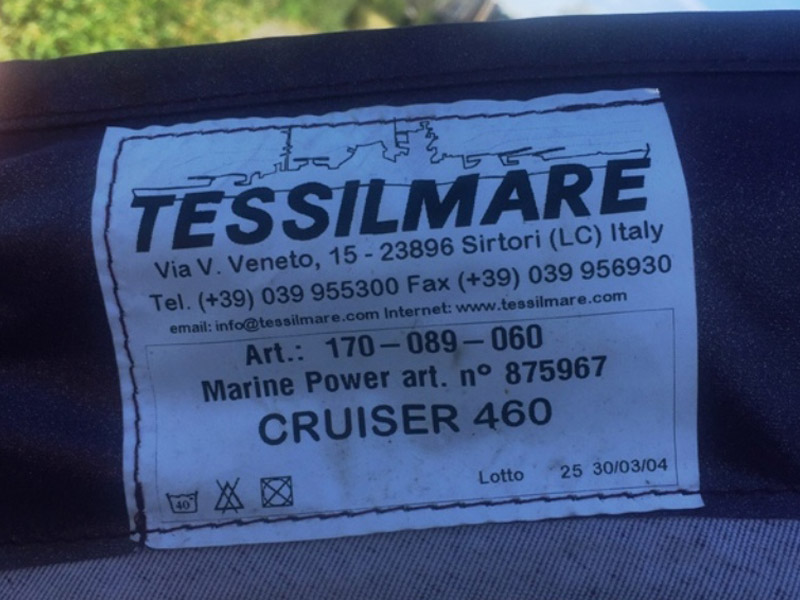 TESSILMARE
Via V. Veneto, 15 - 23896 Sirtori (LC) Italy
Tel. (+39) 039 955300 Fax (+39) 039 956930
email: info@tessilmare.com Internet: www.tessilmare.com
Art.: 170-089-060
Marine Power art. n° 875967
CRUISER 460
40°
Lotto 25 30/03/04